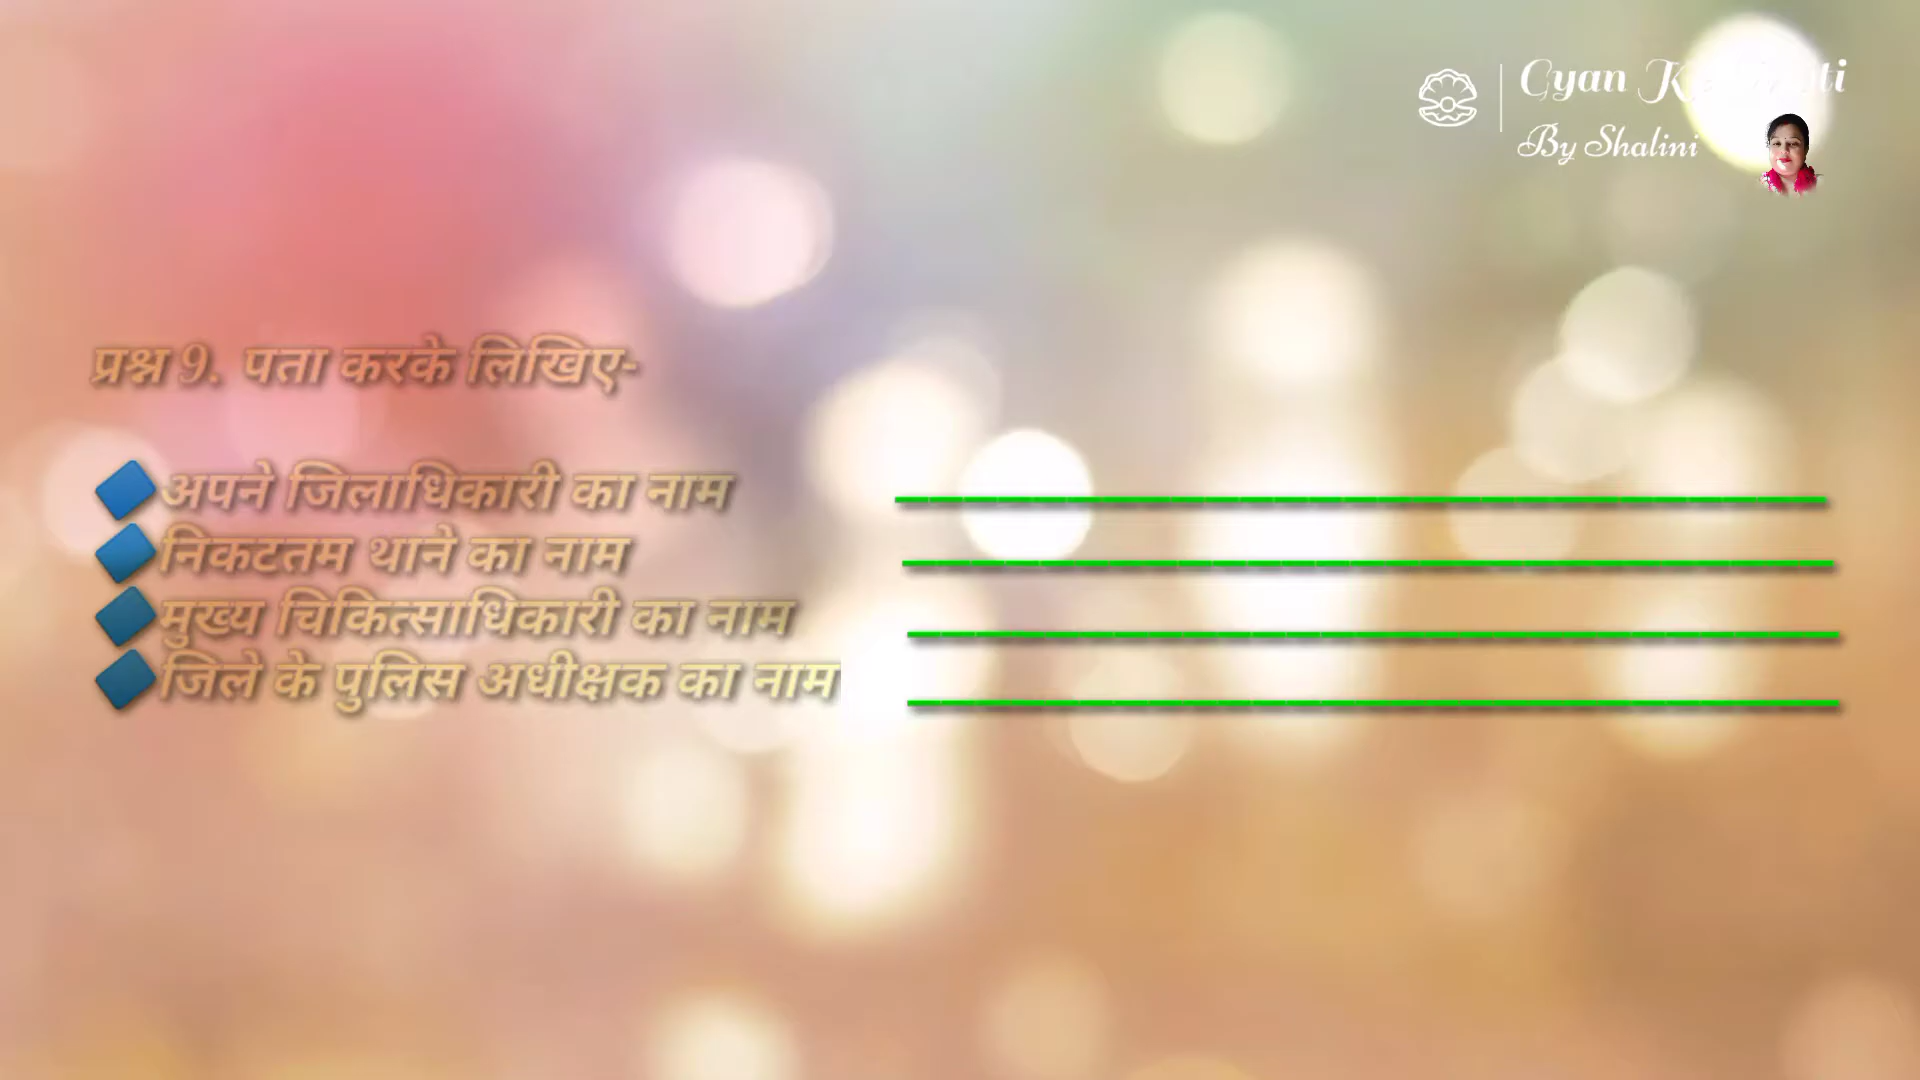 Gyan
By Shalini
प्रश्न 9. पता करके लिखिए-
अपने जिलाधिकारी का नाम
निकटतम थाने का नाम
मुख्य चिकित्साधिकारी का नाम
जिले के पुलिस अधीक्षक का नाम